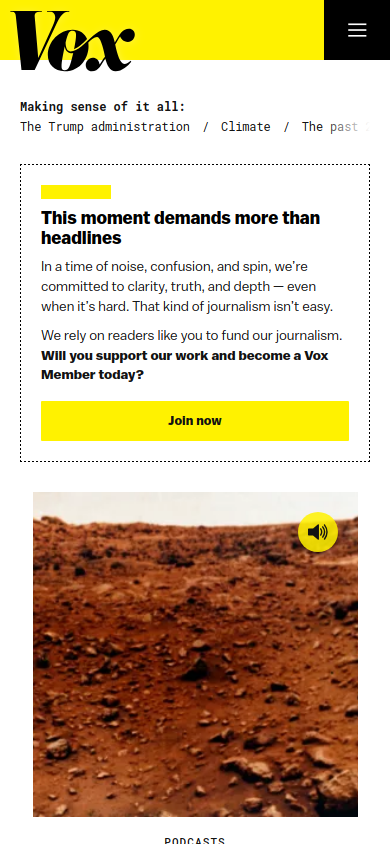 Vox
Making sense of it all:
The Trump administration / Climate / The past
This moment demands more than
headlines
In a time of noise, confusion, and spin, we’re
committed to clarity, truth, and depth — even
when it’s hard. That kind of journalism isn’t easy.
We rely on readers like you to fund our journalism.
Will you support our work and become a Vox
Member today?
Join now
PODCASTS